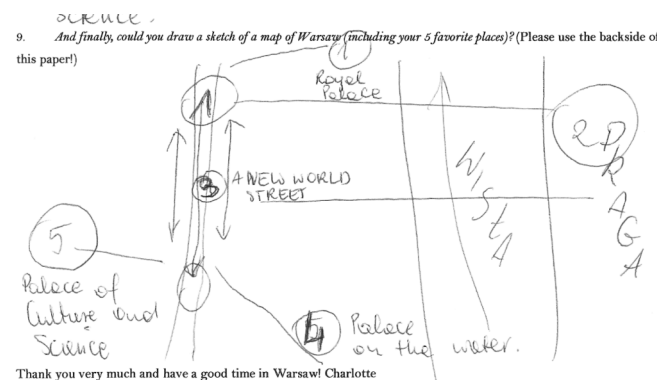 Science.
9. And finally, could you draw a sketch of a map of Warsaw (including your 5 favorite places)? (Please use the backside of
this paper!)
1
Royal
Palace
2 PRAGA
3
A NEW WORLD
STREET
WISŁA
5
Palace of
Culture and
Science
4 Palace
on the water.
Thank you very much and have a good time in Warsaw! Charlotte